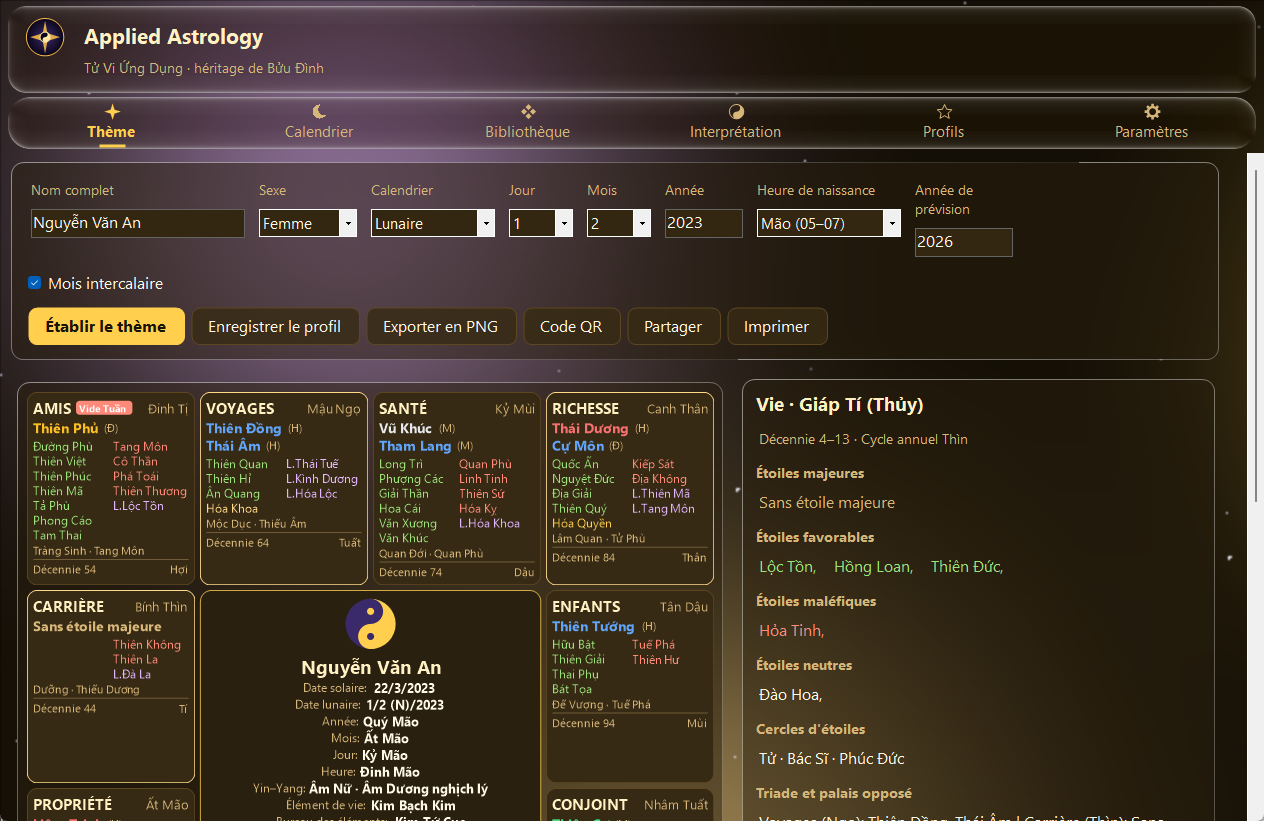 Applied Astrology
Tử Vi Ứng Dụng · héritage de Bửu Đình
Thème
Calendrier
Bibliothèque
Interprétation
Profils
Paramètres
Nom complet
Nguyễn Văn An
Sexe
Femme
Calendrier
Lunaire
Jour
1
Mois
2
Année
2023
Heure de naissance
Mão (05–07)
Année de
prévision
2026
Mois intercalaire
Établir le thème
Enregistrer le profil
Exporter en PNG
Code QR
Partager
Imprimer
AMIS Vide Tuần Đinh Tị
Thiên Phủ (Đ)
Đường Phù Tang Môn
Thiên Việt Cô Thần
Thiên Phúc Phá Toái
Thiên Mã Thiên Thương
Tả Phù L.Lộc Tồn
Phong Cáo
Tam Thai
Tràng Sinh · Tang Môn
Décennie 54 Hợi
VOYAGES Mậu Ngọ
Thiên Đồng (H)
Thái Âm (H)
Thiên Quan L.Thái Tuế
Thiên Hỉ L.Kình Dương
Ân Quang L.Hóa Lộc
Hóa Khoa
Mộc Dục · Thiếu Âm
Décennie 64 Tuất
SANTÉ Kỷ Mùi
Vũ Khúc (M)
Tham Lang (M)
Long Trì Quan Phù
Phượng Các Linh Tinh
Giải Thần Thiên Sứ
Hoa Cái Hóa Kỵ
Văn Xương L.Hóa Khoa
Văn Khúc
Quan Đới · Quan Phù
Décennie 74 Dậu
RICHESSE Canh Thân
Thái Dương (H)
Cự Môn (Đ)
Quốc Ấn Kiếp Sát
Nguyệt Đức Địa Không
Địa Giải L.Thiên Mã
Thiên Quý L.Tang Môn
Hóa Quyền
Lâm Quan · Tử Phù
Décennie 84 Thân
CARRIÈRE Bính Thìn
Sans étoile majeure
Thiên Không
Thiên La
L.Đà La
Dưỡng · Thiếu Dương
Décennie 44 Tí
Nguyễn Văn An
Date solaire: 22/3/2023
Date lunaire: 1/2 (N)/2023
Année: Quý Mão
Mois: Ất Mão
Jour: Kỷ Mão
Heure: Đinh Mão
Yin–Yang: Âm Nữ · Âm Dương nghịch lý
Élément de vie: Kim Bạch Kim
Bureau des éléments: Kim Tứ Cục
ENFANTS Tân Dậu
Thiên Tướng (H)
Hữu Bật Tuế Phá
Thiên Giải Thiên Hư
Thai Phụ
Bát Tọa
Đế Vượng · Tuế Phá
Décennie 94 Mùi
PROPRIÉTÉ Ất Mão
CONJOINT Nhâm Tuất
Vie · Giáp Tí (Thủy)
Décennie 4–13 · Cycle annuel Thìn
Étoiles majeures
Sans étoile majeure
Étoiles favorables
Lộc Tồn, Hồng Loan, Thiên Đức,
Étoiles maléfiques
Hỏa Tinh,
Étoiles neutres
Đào Hoa,
Cercles d'étoiles
Tử · Bác Sĩ · Phúc Đức
Triade et palais opposé
Voyages (Ngọ): Thiên Đồng, Thái Âm | Carrière (Thìn): Sans